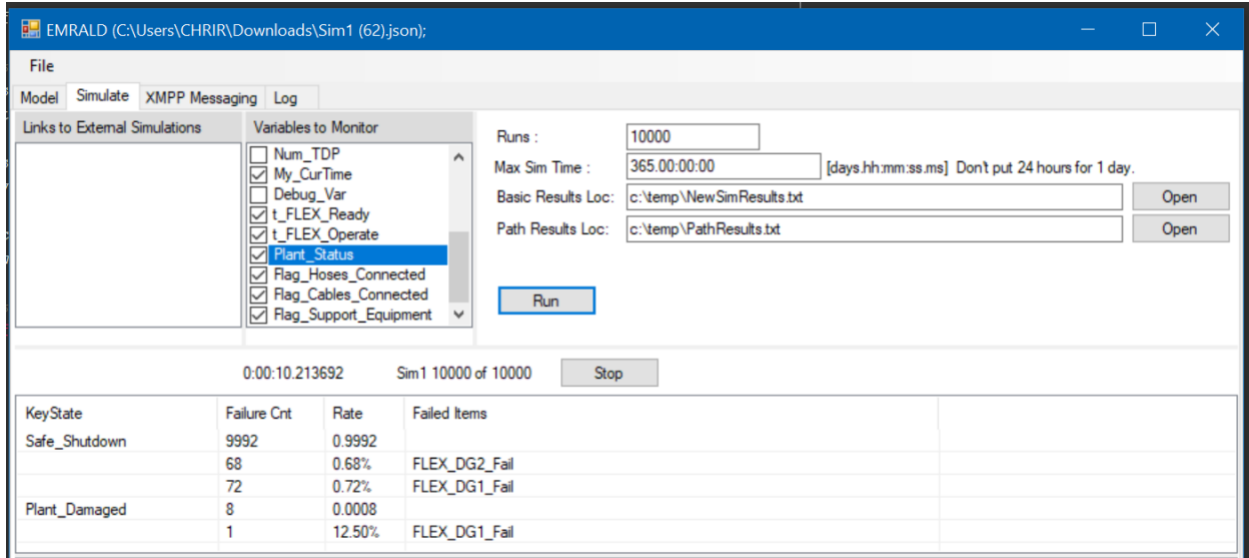 EMRALD (C:\Users\CHRIR\Downloads\Sim1 (62).json);
File
Model Simulate XMPP Messaging Log
Links to External Simulations
Variables to Monitor
Num_TDP
My_CurTime
Debug_Var
t_FLEX_Ready
t_FLEX_Operate
Plant_Status
Flag_Hoses_Connected
Flag_Cables_Connected
Flag_Support_Equipment
Runs : 10000
Max Sim Time : 365.00:00:00 [days.hh:mm:ss.ms] Don't put 24 hours for 1 day.
Basic Results Loc: c:\temp\NewSimResults.txt Open
Path Results Loc: c:\temp\PathResults.txt Open
Run
0:00:10.213692 Sim1 10000 of 10000 Stop
KeyState Failure Cnt Rate Failed Items
Safe_Shutdown 9992 0.9992
68 0.68% FLEX_DG2_Fail
72 0.72% FLEX_DG1_Fail
Plant_Damaged 8 0.0008
1 12.50% FLEX_DG1_Fail